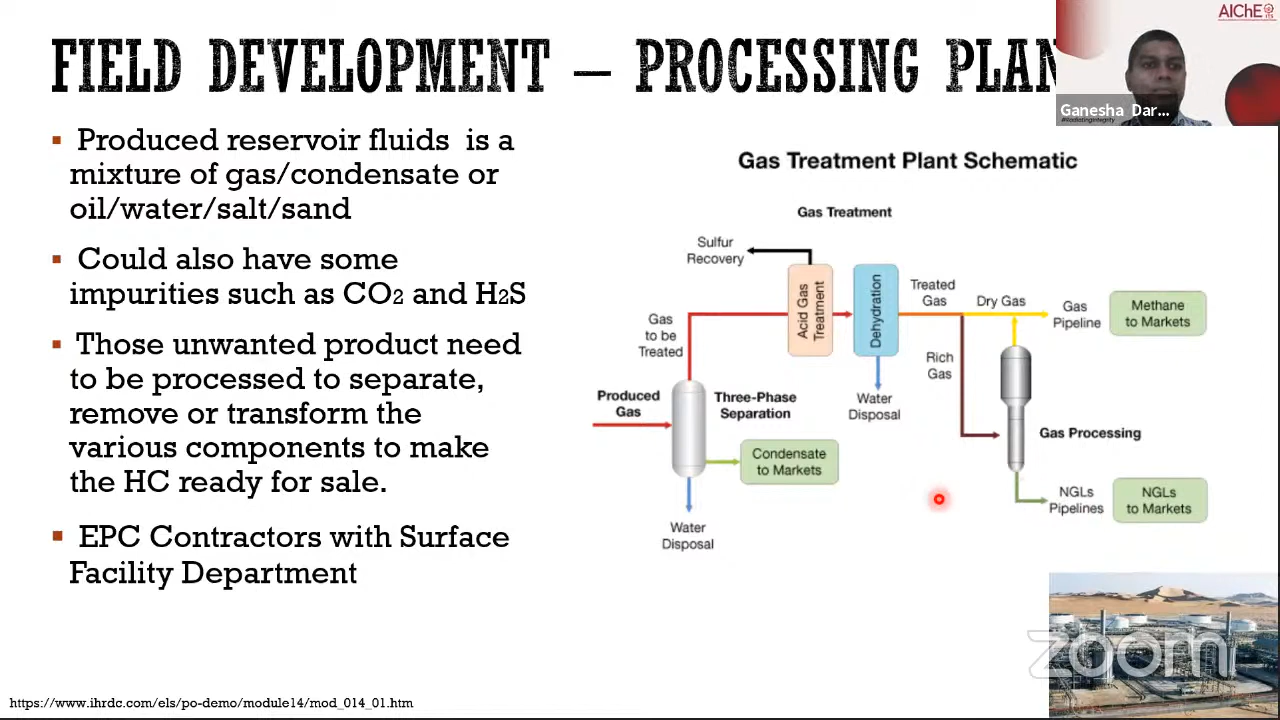 FIELD DEVELOPMENT – PROCESSING PLAN
AIChE
ITS
Ganesha Dar...
▪ Produced reservoir fluids is a
mixture of gas/condensate or
oil/water/salt/sand
▪ Could also have some
impurities such as CO2 and H2S
▪ Those unwanted product need
to be processed to separate,
remove or transform the
various components to make
the HC ready for sale.
▪ EPC Contractors with Surface
Facility Department
Gas Treatment Plant Schematic
Gas Treatment
Sulfur
Recovery
Acid Gas
Treatment
Dehydration
Treated
Gas
Dry Gas
Gas
Pipeline
Methane
to Markets
Gas
to be
Treated
Rich
Gas
Produced
Gas
Three-Phase
Separation
Water
Disposal
Gas Processing
Condensate
to Markets
NGLs
Pipelines
NGLs
to Markets
Water
Disposal
zoom
https://www.ihrdc.com/els/po-demo/module14/mod_014_01.htm